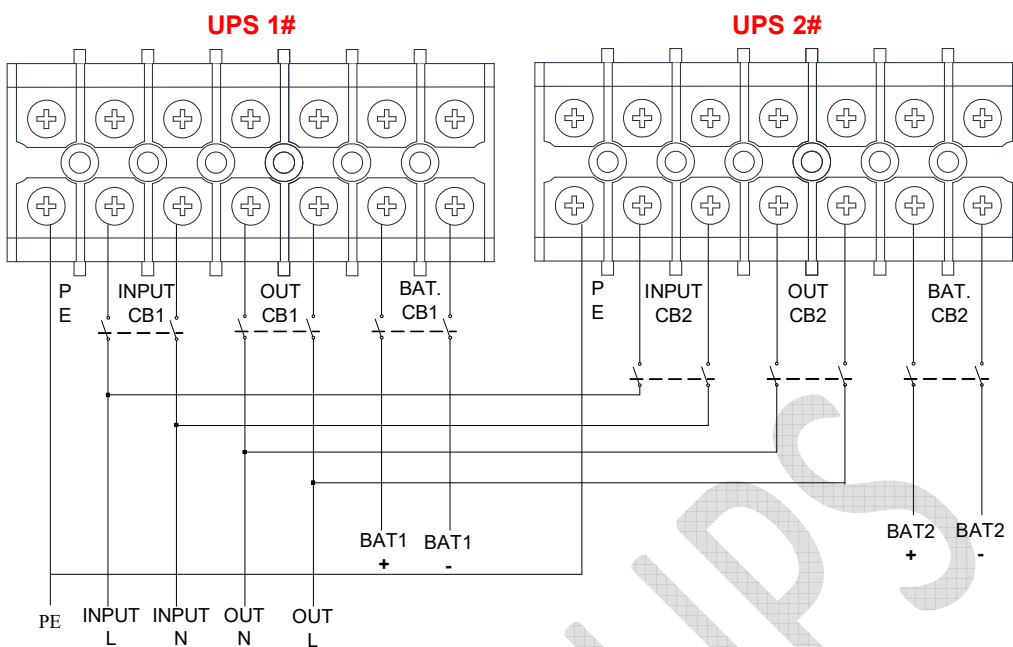 UPS 1#
UPS 2#
P
E
INPUT
CB1
OUT
CB1
BAT.
CB1
P
E
INPUT
CB2
OUT
CB2
BAT.
CB2
BAT1
+
BAT1
-
BAT2
+
BAT2
-
PE
INPUT
L
INPUT
N
OUT
N
OUT
L
UPS